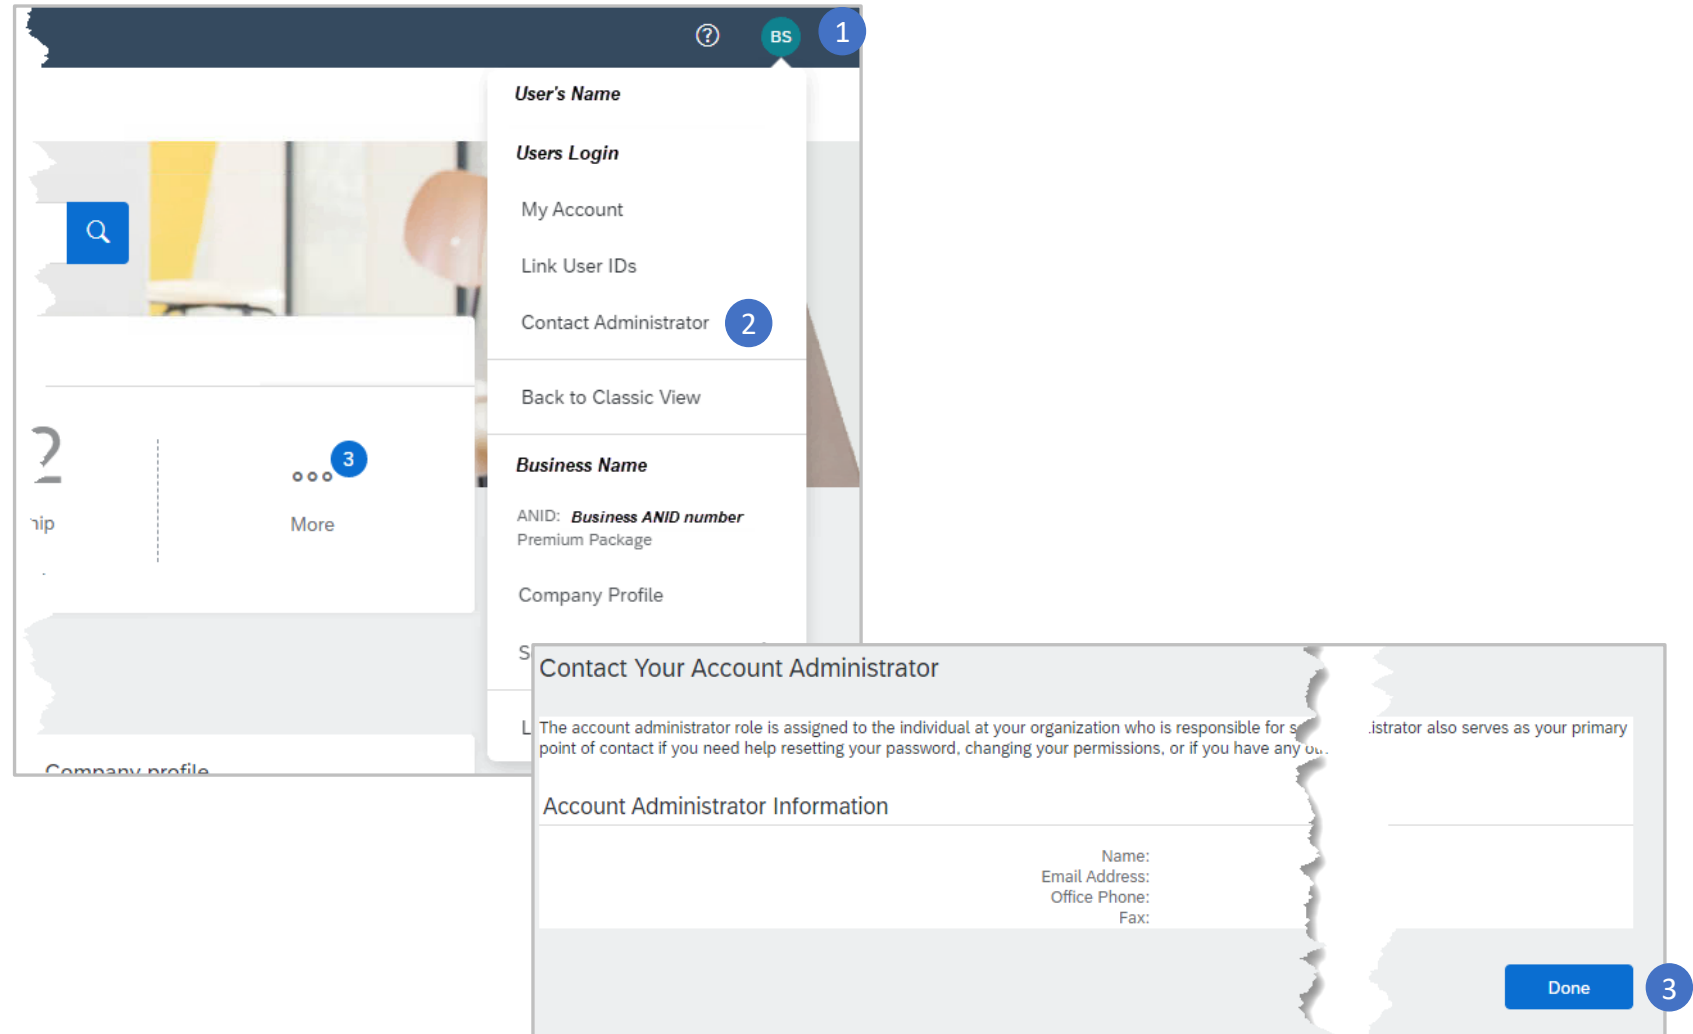 BS
1
User's Name
Users Login
My Account
Link User IDs
Contact Administrator
2
Back to Classic View
2
3
More
Business Name
ANID: Business ANID number
Premium Package
Company Profile
Company profile
Contact Your Account Administrator
The account administrator role is assigned to the individual at your organization who is responsible for s .istrator also serves as your primary
point of contact if you need help resetting your password, changing your permissions, or if you have any
Account Administrator Information
Name:
Email Address:
Office Phone:
Fax:
Done
3